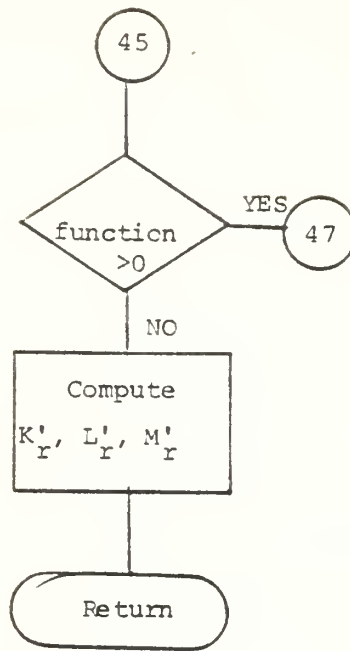 45
function
>0
YES
47
NO
Compute
K'r, L'r, M'r
Return